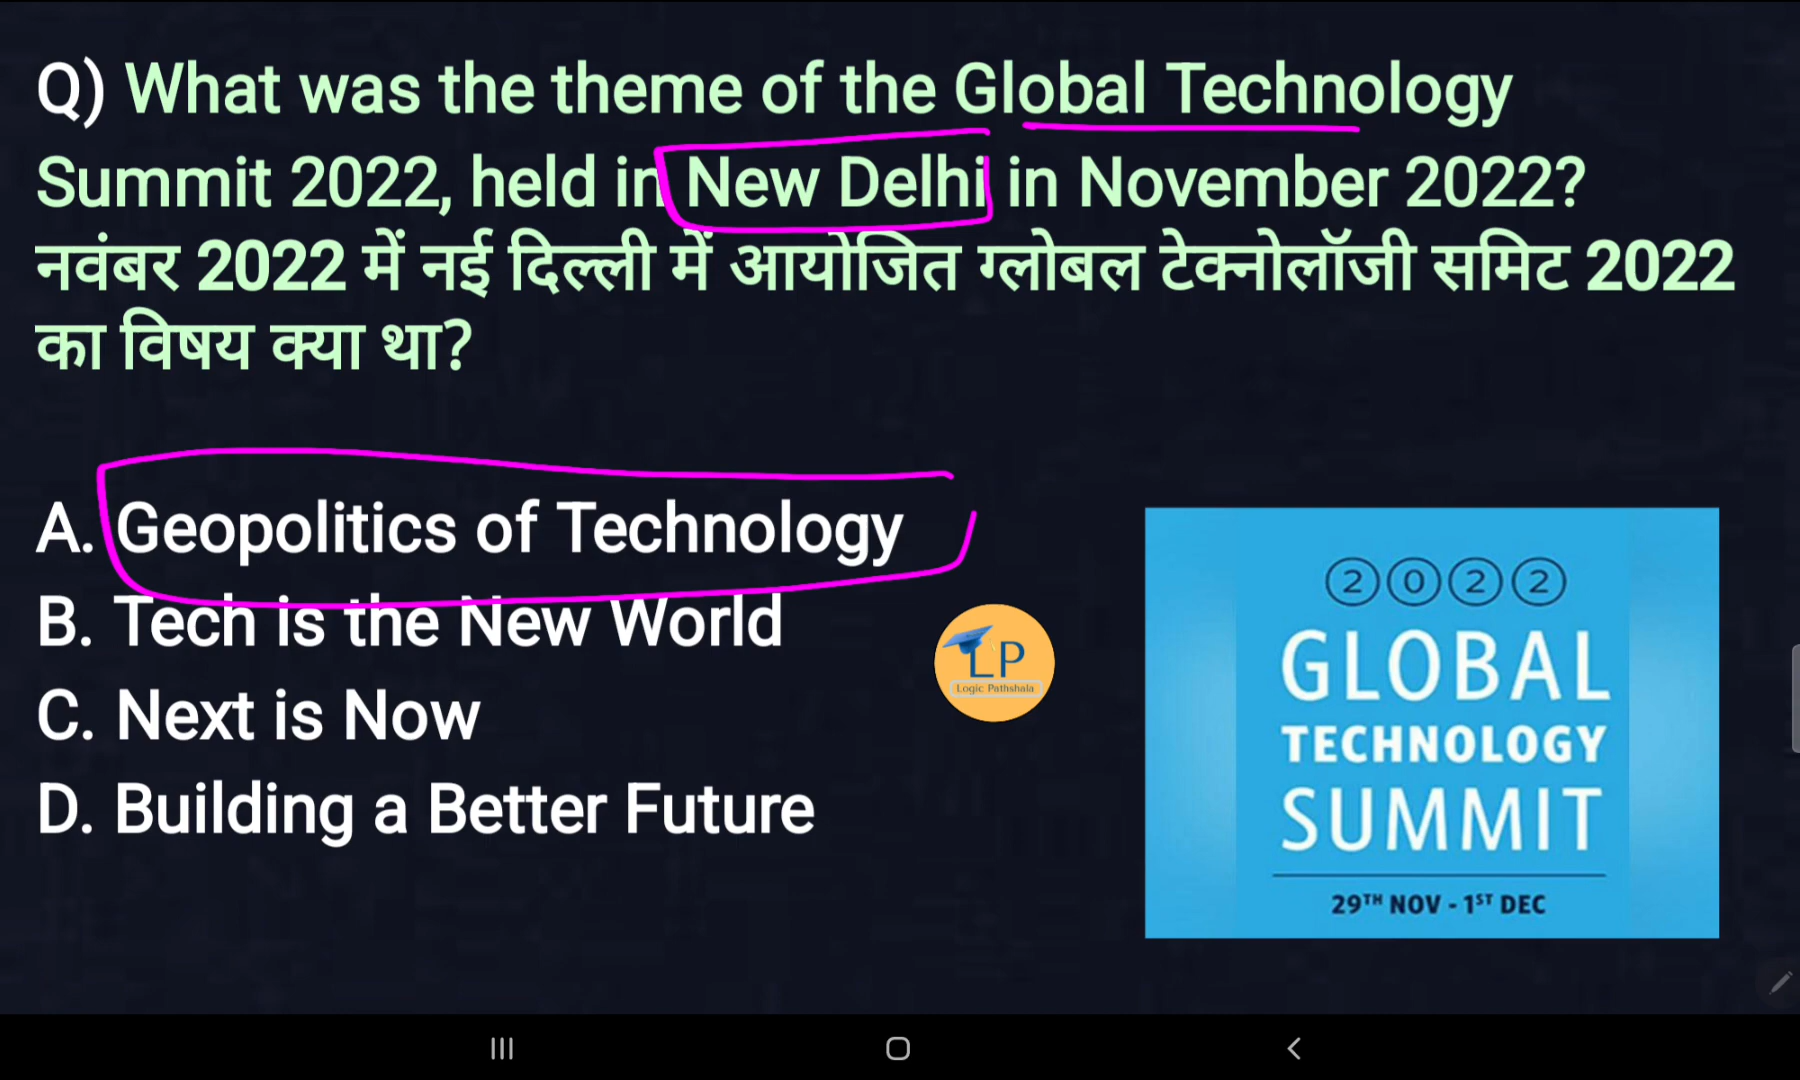 Q) What was the theme of the Global Technology
Summit 2022, held in New Delhi in November 2022?
नवंबर 2022 में नई दिल्ली में आयोजित ग्लोबल टेक्नोलॉजी समिट 2022
का विषय क्या था?
A. Geopolitics of Technology
B. Tech is the New World
C. Next is Now
D. Building a Better Future
LP
Logic Pathshala
2022
GLOBAL
TECHNOLOGY
SUMMIT
29TH NOV - 1ST DEC